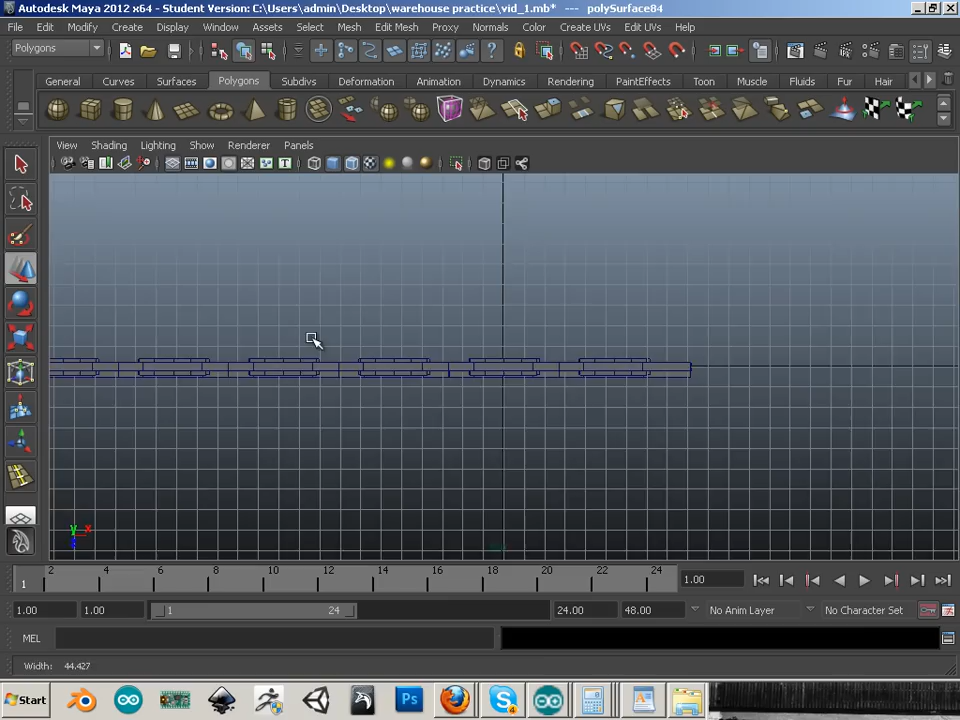 Autodesk Maya 2012 x64 - Student Version: C:\Users\admin\Desktop\warehouse practice\vid_1.mb* --- polySurface84
File Edit Modify Create Display Window Assets Select Mesh Edit Mesh Proxy Normals Color Create UVs Edit UVs Help
Polygons
General Curves Surfaces Polygons Subdivs Deformation Animation Dynamics Rendering PaintEffects Toon Muscle Fluids Fur Hair
View Shading Lighting Show Renderer Panels
y x
z
2 4 6 8 10 12 14 16 18 20 22 24
1 1.00
1.00 1.00 1 24 24.00 48.00 No Anim Layer No Character Set
MEL
Width: 44.427
Start Ps S 4